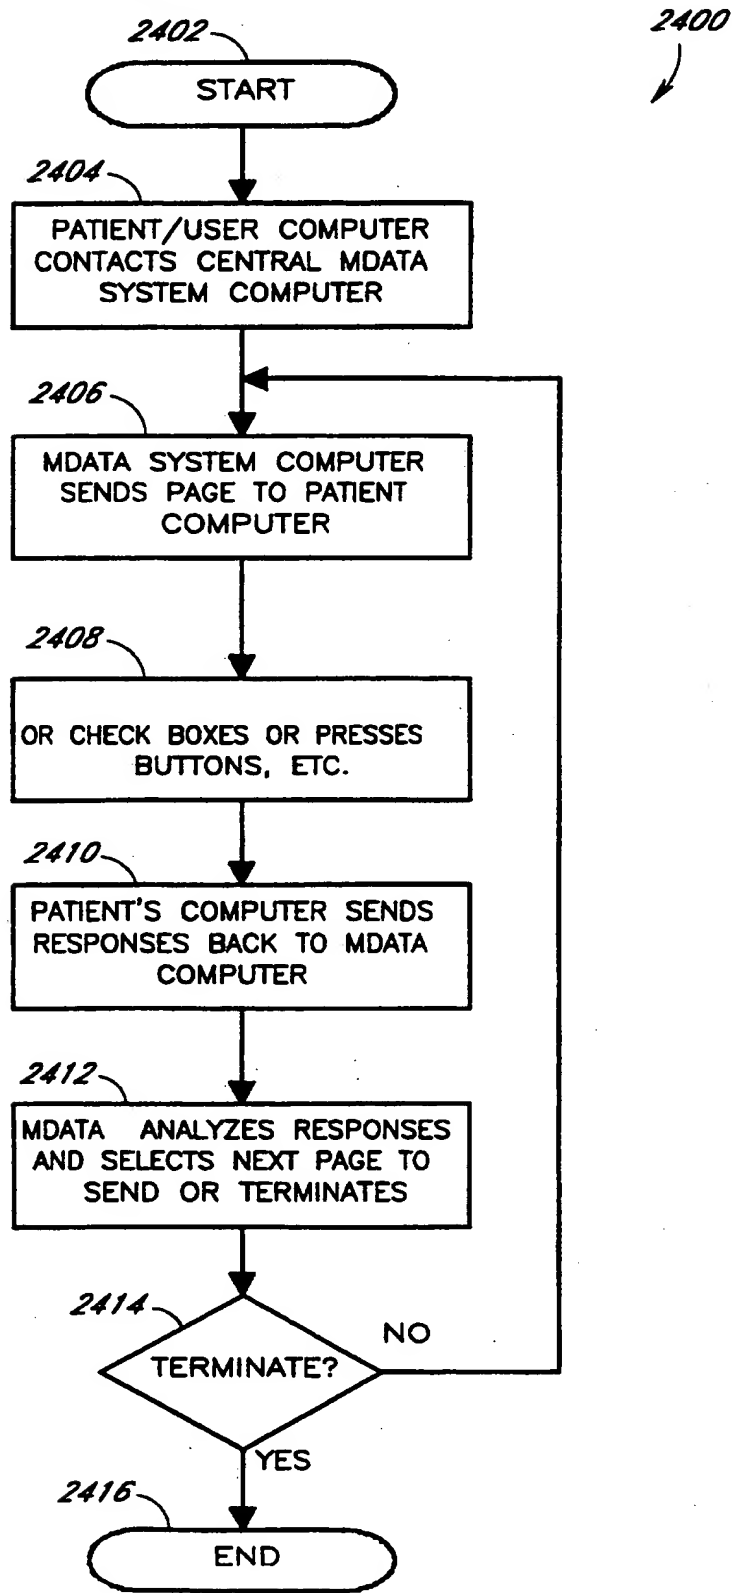 2400
2402
START
2404
PATIENT/USER COMPUTER
CONTACTS CENTRAL MDATA
SYSTEM COMPUTER
2406
MDATA SYSTEM COMPUTER
SENDS PAGE TO PATIENT
COMPUTER
2408
OR CHECK BOXES OR PRESSES
BUTTONS, ETC.
2410
PATIENT'S COMPUTER SENDS
RESPONSES BACK TO MDATA
COMPUTER
2412
MDATA ANALYZES RESPONSES
AND SELECTS NEXT PAGE TO
SEND OR TERMINATES
2414
TERMINATE?
NO
YES
2416
END